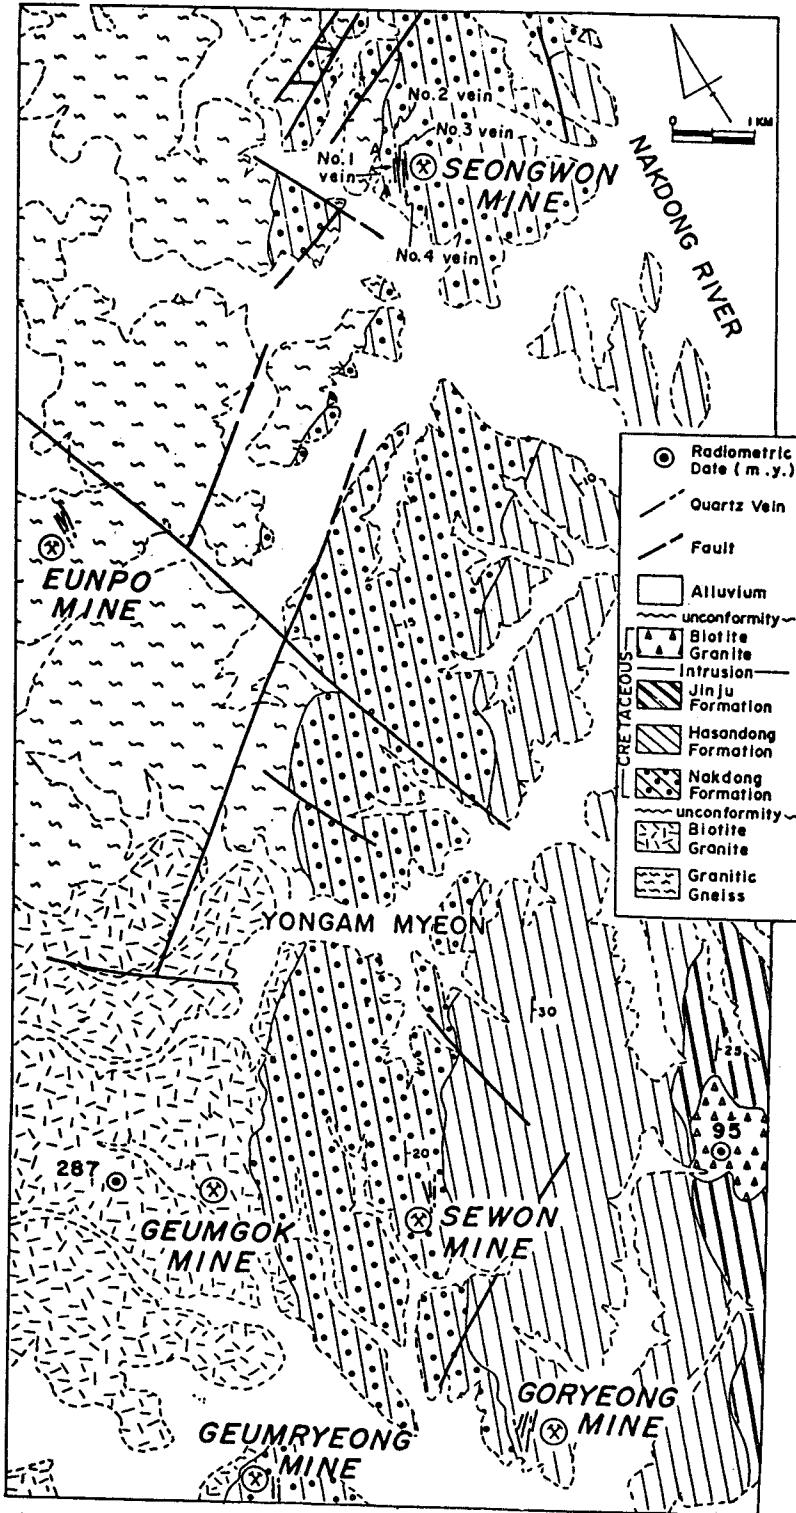 No.2 vein
No.3 vein
No.1
vein
SEONGWON
MINE
No.4 vein
0
1 KM
NAKDONG RIVER
10
EUNPO
MINE
15
Radiometric
Date ( m.y.)
Quartz Vein
Fault
Alluvium
unconformity
Biotite
Granite
Intrusion
Jinju
Formation
Hasandong
Formation
Nakdong
Formation
CRETACEOUS
unconformity
Biotite
Granite
Granitic
Gneiss
YONGAM MYEON
30
25
95
20
287
GEUMGOK
MINE
SEWON
MINE
GORYEONG
MINE
GEUMRYEONG
MINE